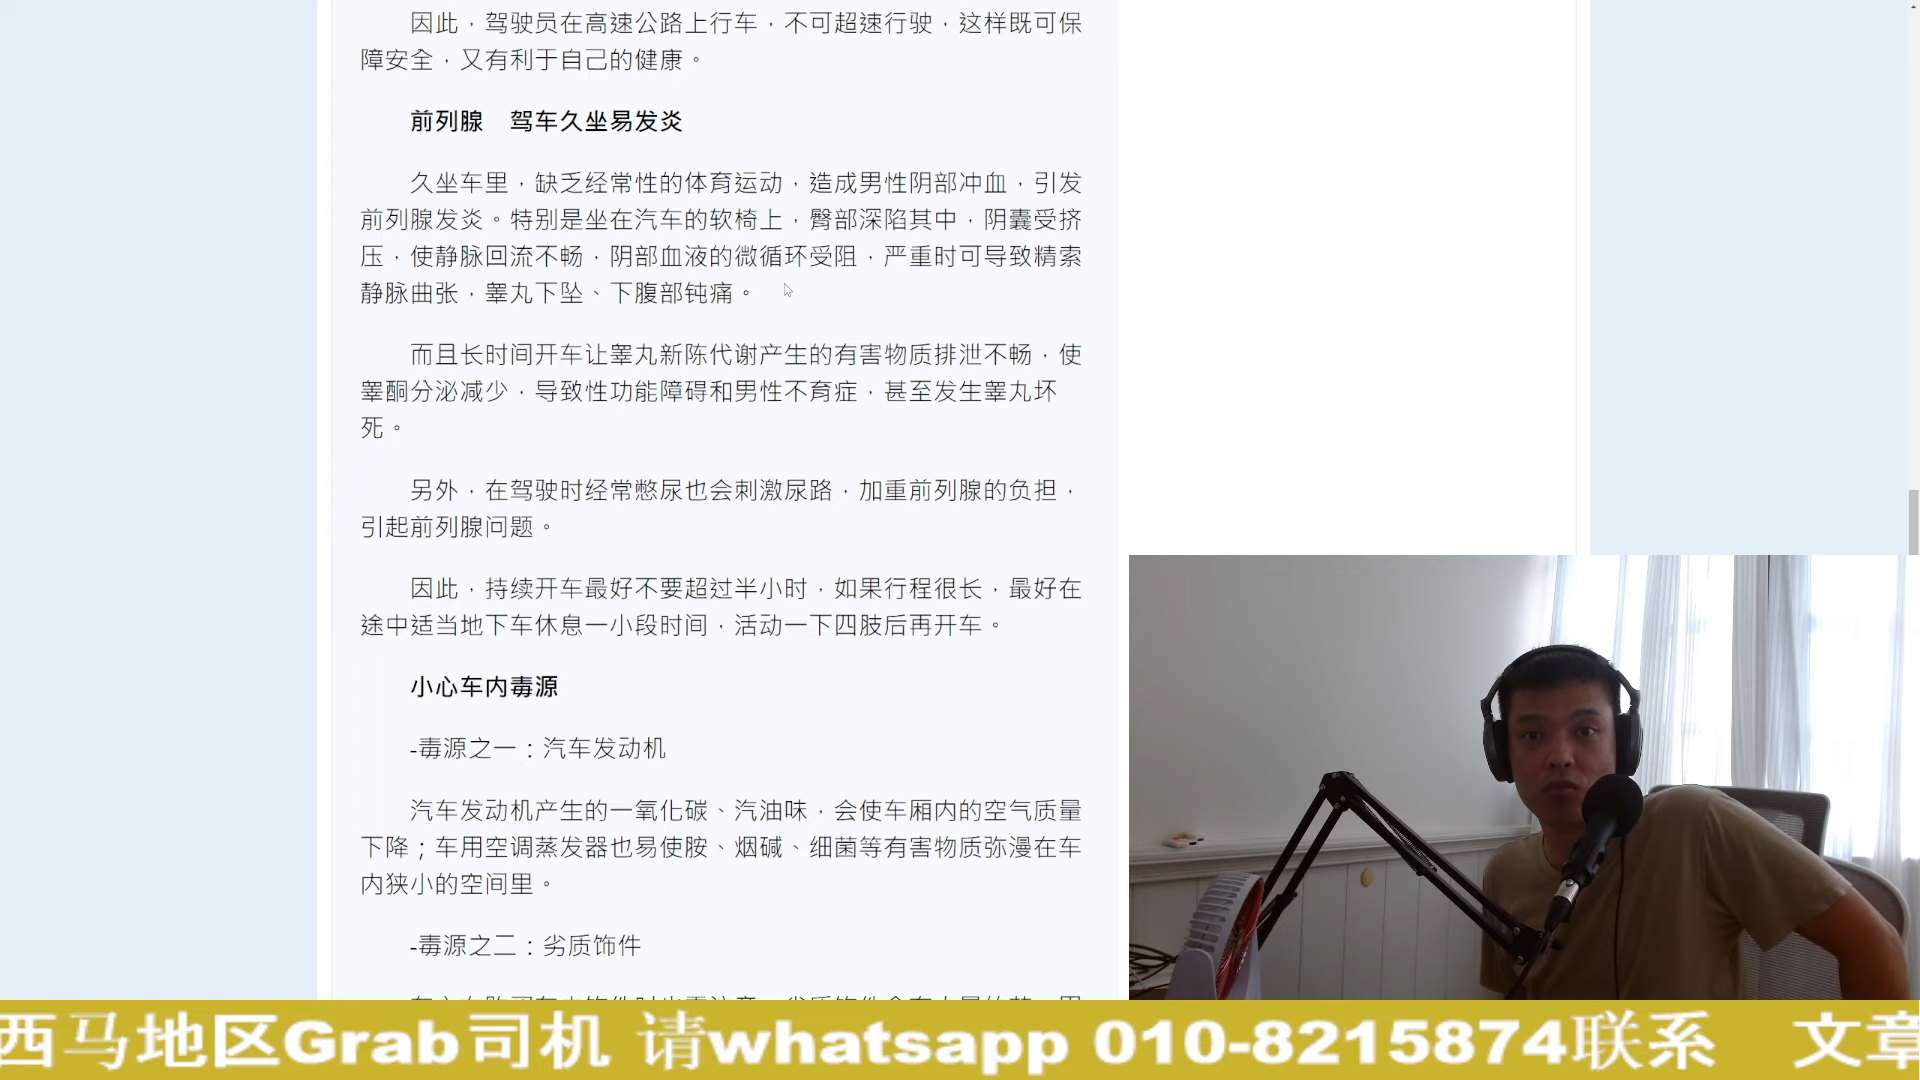 因此，驾驶员在高速公路上行车，不可超速行驶，这样既可保
障安全，又有利于自己的健康。
前列腺　驾车久坐易发炎
久坐车里，缺乏经常性的体育运动，造成男性阴部冲血，引发
前列腺发炎。特别是坐在汽车的软椅上，臀部深陷其中，阴囊受挤
压，使静脉回流不畅，阴部血液的微循环受阻，严重时可导致精索
静脉曲张，睾丸下坠、下腹部钝痛。
而且长时间开车让睾丸新陈代谢产生的有害物质排泄不畅，使
睾酮分泌减少，导致性功能障碍和男性不育症，甚至发生睾丸坏
死。
另外，在驾驶时经常憋尿也会刺激尿路，加重前列腺的负担，
引起前列腺问题。
因此，持续开车最好不要超过半小时，如果行程很长，最好在
途中适当地下车休息一小段时间，活动一下四肢后再开车。
小心车内毒源
-毒源之一：汽车发动机
汽车发动机产生的一氧化碳、汽油味，会使车厢内的空气质量
下降；车用空调蒸发器也易使胺、烟碱、细菌等有害物质弥漫在车
内狭小的空间里。
-毒源之二：劣质饰件
西马地区Grab司机 请whatsapp 010-8215874联系 文章